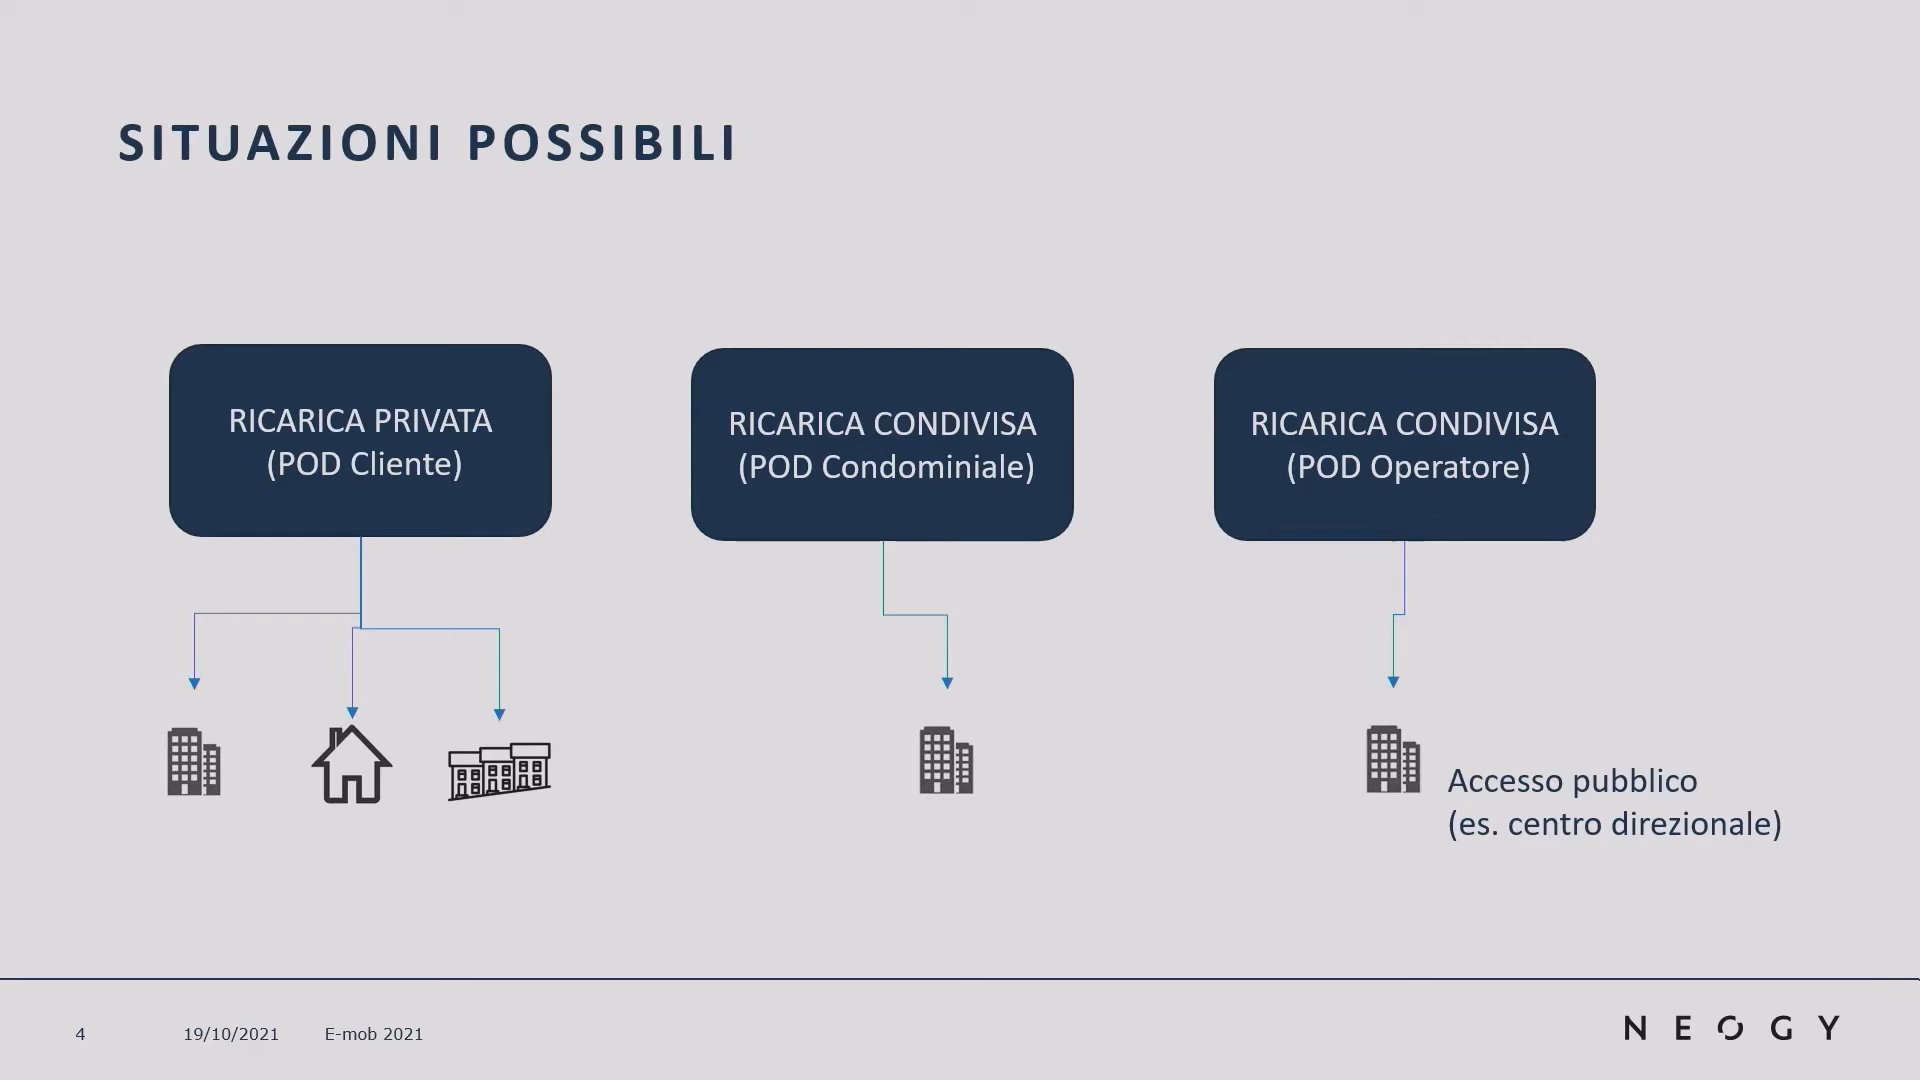 SITUAZIONI POSSIBILI
RICARICA PRIVATA
(POD Cliente)
RICARICA CONDIVISA
(POD Condominiale)
RICARICA CONDIVISA
(POD Operatore)
Accesso pubblico
(es. centro direzionale)
4 19/10/2021 E-mob 2021
NEOGY